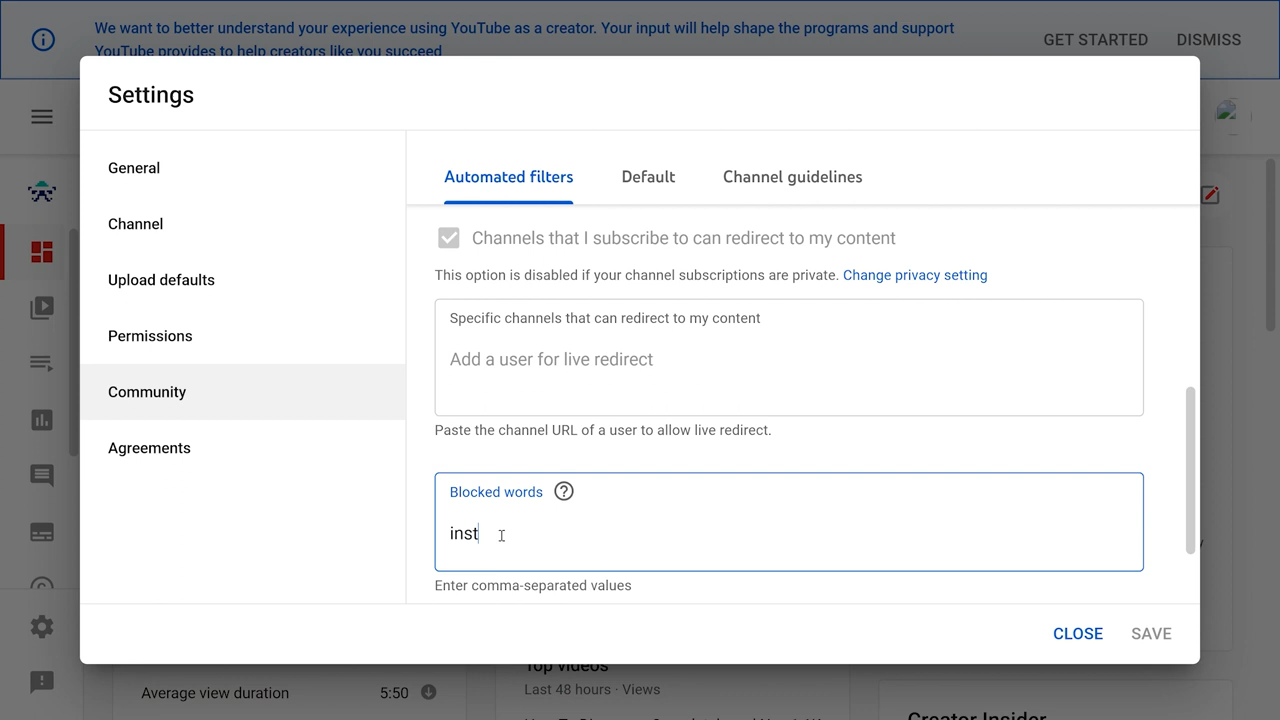 We want to better understand your experience using YouTube as a creator. Your input will help shape the programs and support
YouTube provides to help creators like you succeed
GET STARTED
DISMISS
Settings
General
Channel
Upload defaults
Permissions
Community
Agreements
Automated filters
Default
Channel guidelines
Channels that I subscribe to can redirect to my content
This option is disabled if your channel subscriptions are private. Change privacy setting
Specific channels that can redirect to my content
Add a user for live redirect
Paste the channel URL of a user to allow live redirect.
Blocked words
inst
Enter comma-separated values
CLOSE
SAVE
Average view duration
5:50
Top videos
Last 48 hours · Views
Creator Insider